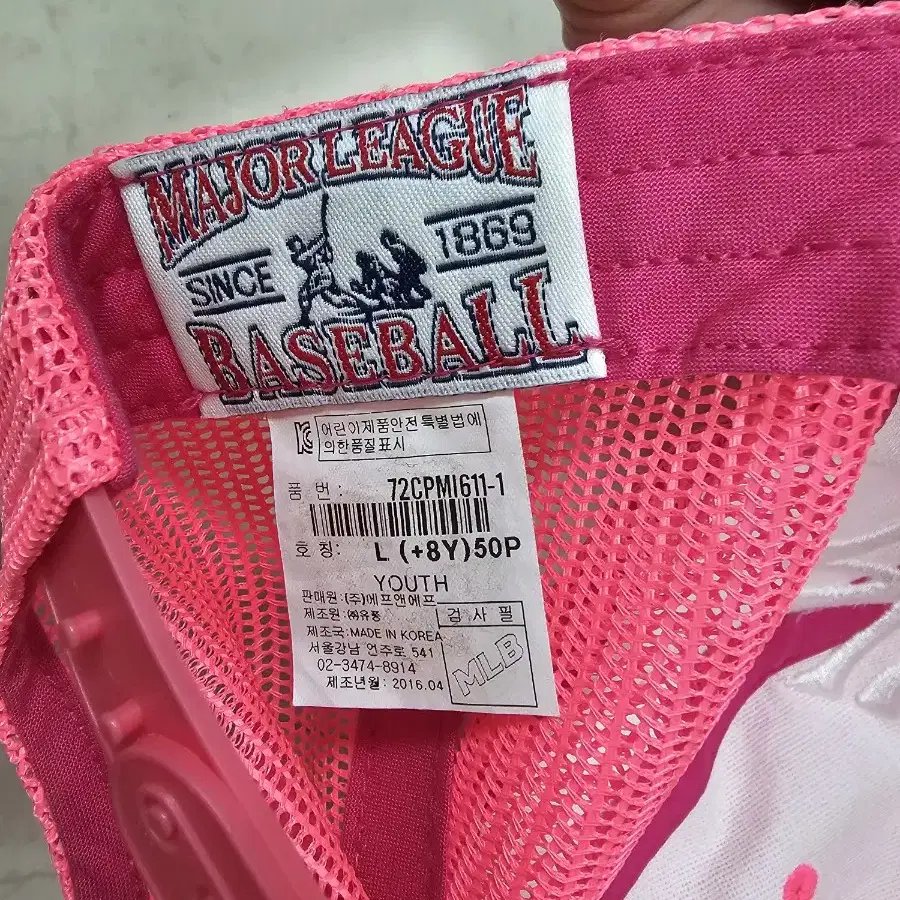 MAJOR LEAGUE
SINCE 1869
BASEBALL
KC 어린이제품안전특별법에
의한품질표시
품 번 : 72CPMI611-1
호 칭: L (+8Y)50P
YOUTH
판매원 : (주)에프앤에프
제조원 : ㈜유풍
검 사 필
제조국: MADE IN KOREA
서울강남 언주로 541
02-3474-8914
MLB
제조년월 : 2016.04